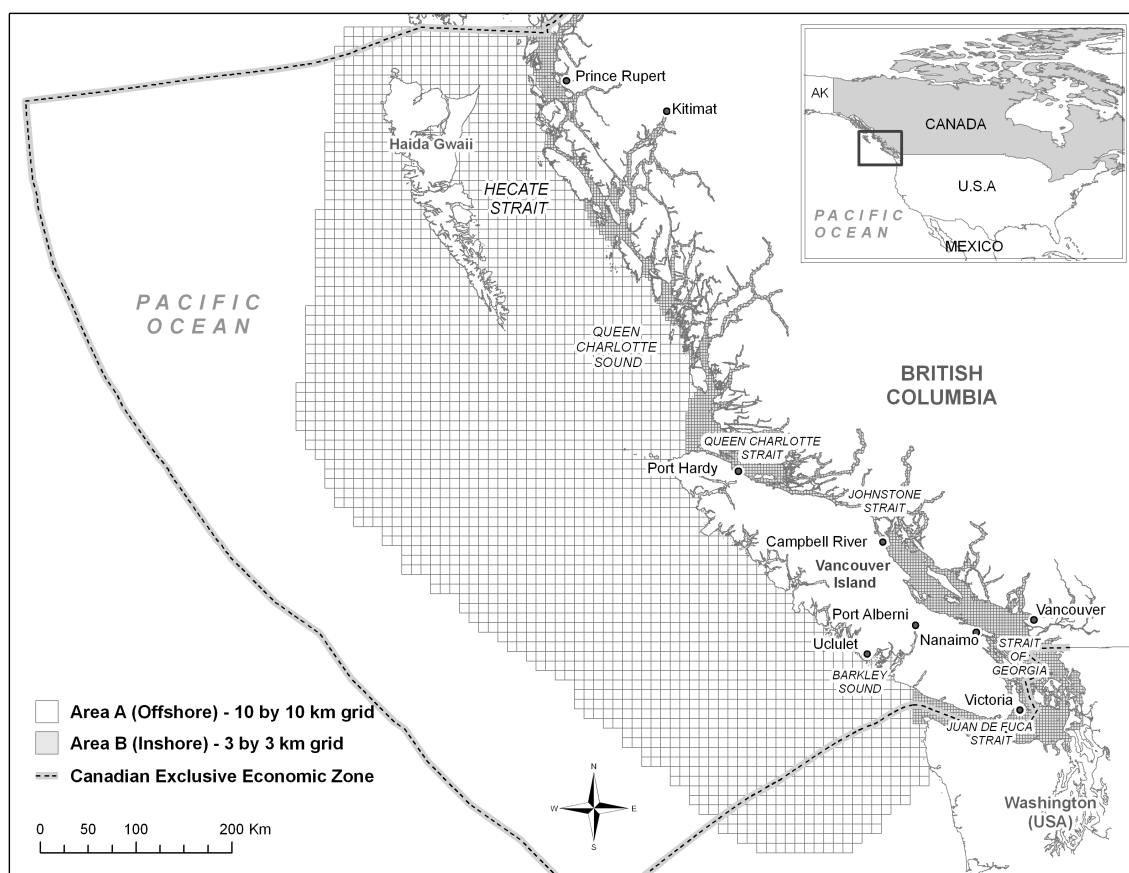 Prince Rupert
Kitimat
Haida Gwaii
HECATE
STRAIT
PACIFIC
OCEAN
QUEEN
CHARLOTTE
SOUND
BRITISH
COLUMBIA
QUEEN CHARLOTTE
STRAIT
Port Hardy
JOHNSTONE
STRAIT
Campbell River
Vancouver
Island
Port Alberni
Vancouver
Nanaimo
Uclulet
STRAIT
OF
GEORGIA
BARKLEY
SOUND
Victoria
JUAN DE FUCA
STRAIT
Washington
(USA)
AK
CANADA
U.S.A
PACIFIC
OCEAN
MEXICO
Area A (Offshore) - 10 by 10 km grid
Area B (Inshore) - 3 by 3 km grid
Canadian Exclusive Economic Zone
0 50 100 200 Km
N
W E
S